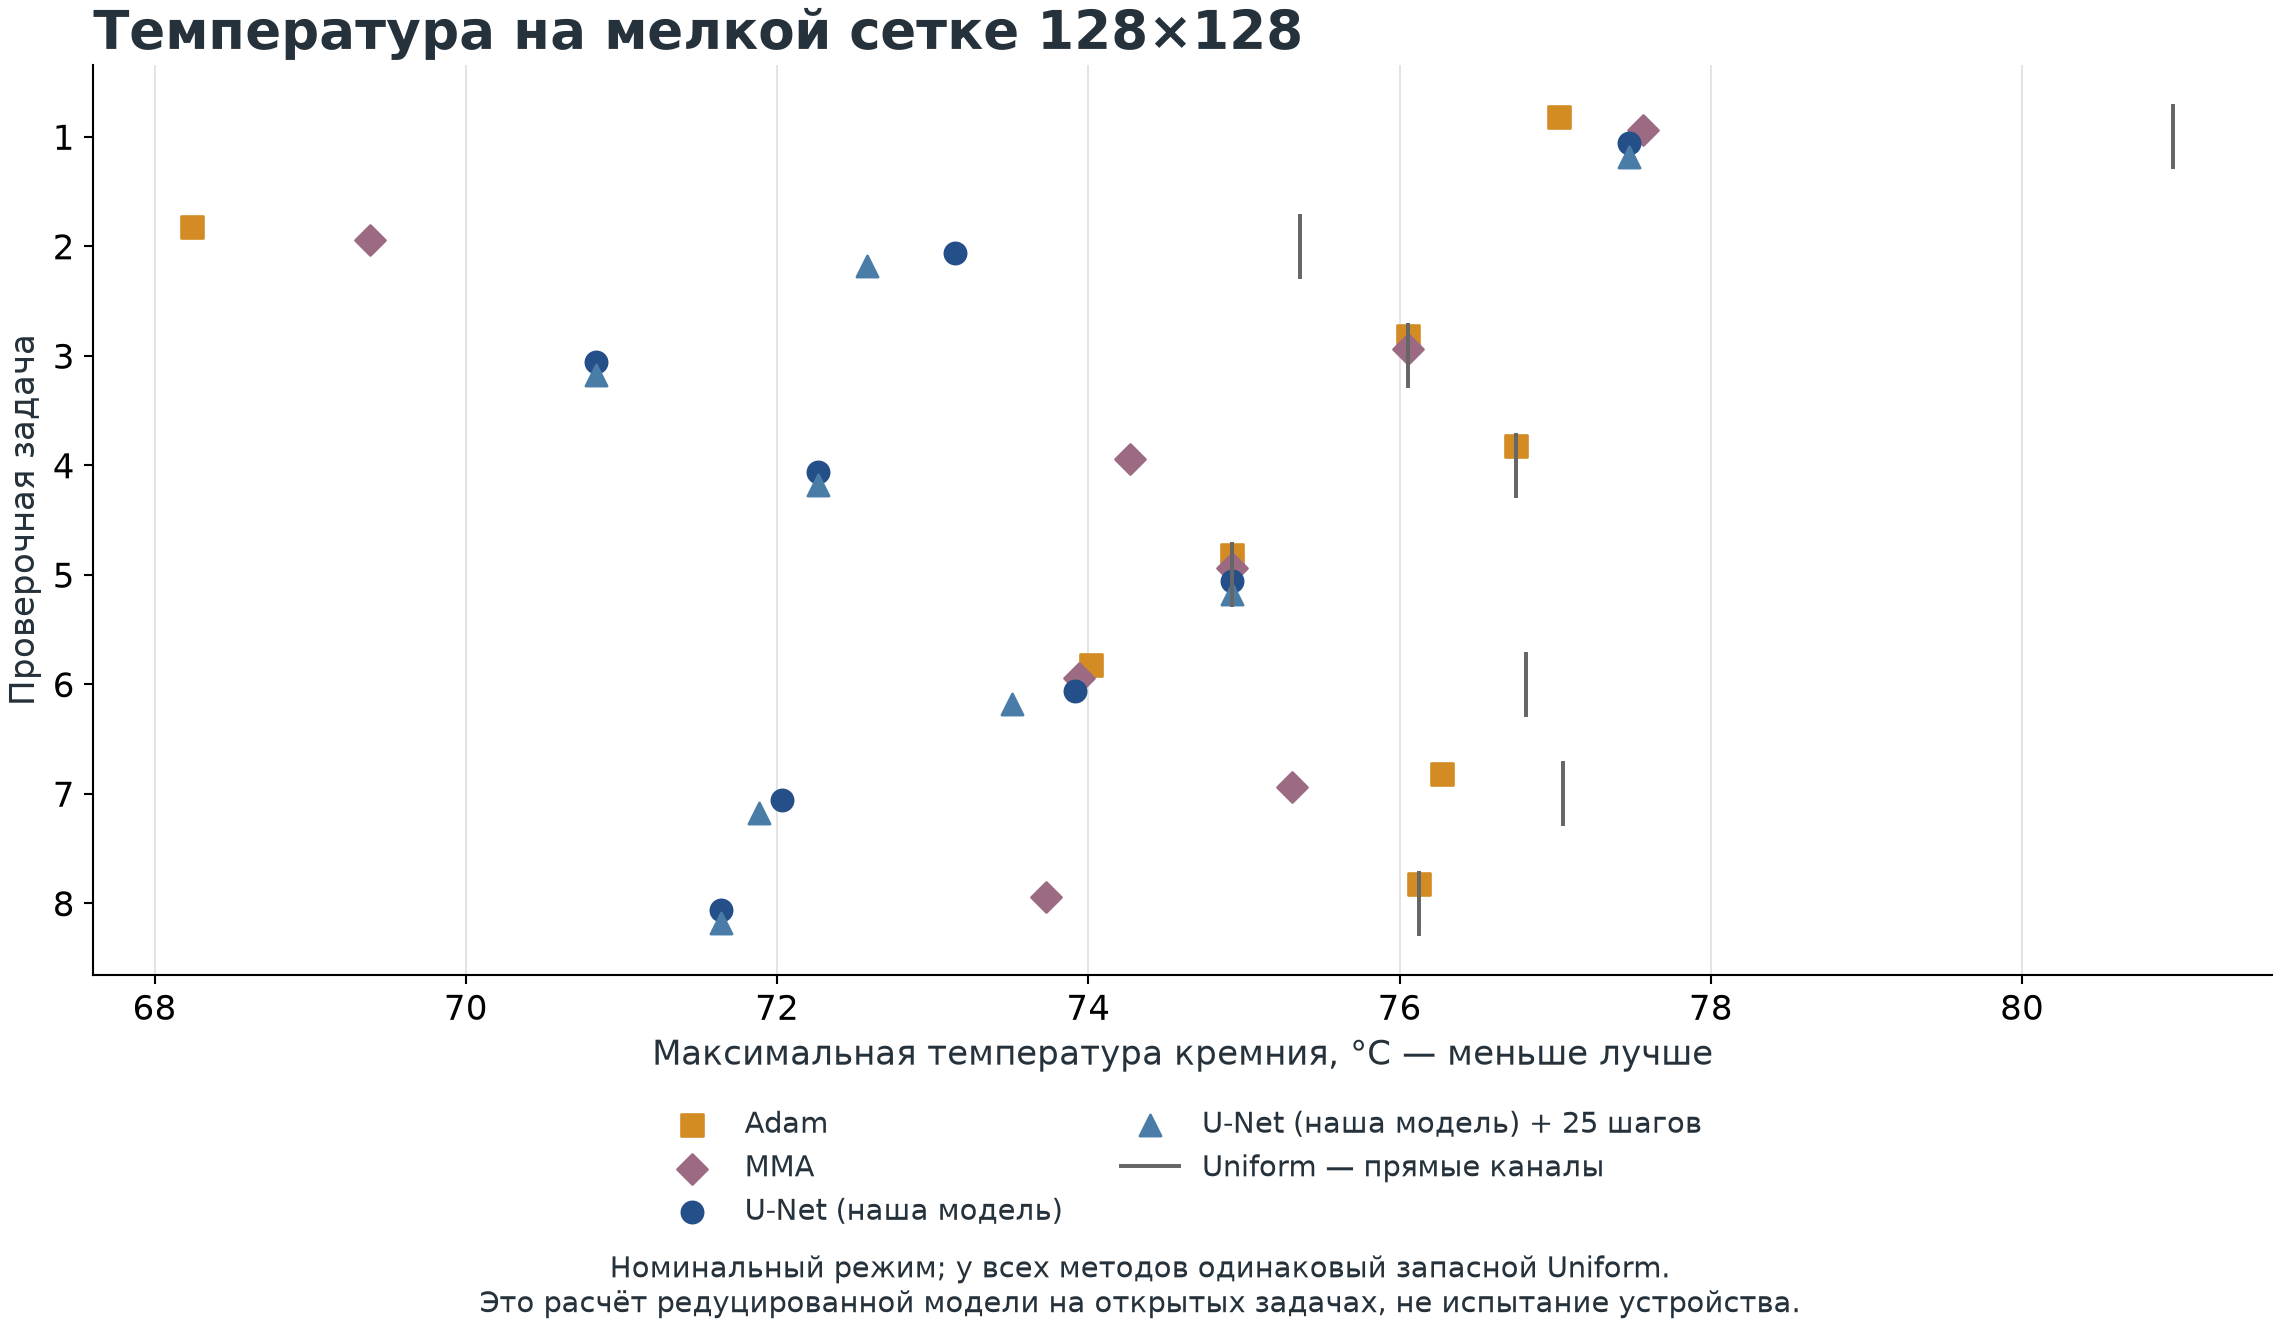 Температура на мелкой сетке 128×128
Проверочная задача
1
2
3
4
5
6
7
8
68 70 72 74 76 78 80
Максимальная температура кремния, °C — меньше лучше
Adam
MMA
U-Net (наша модель)
U-Net (наша модель) + 25 шагов
Uniform — прямые каналы
Номинальный режим; у всех методов одинаковый запасной Uniform.
Это расчёт редуцированной модели на открытых задачах, не испытание устройства.